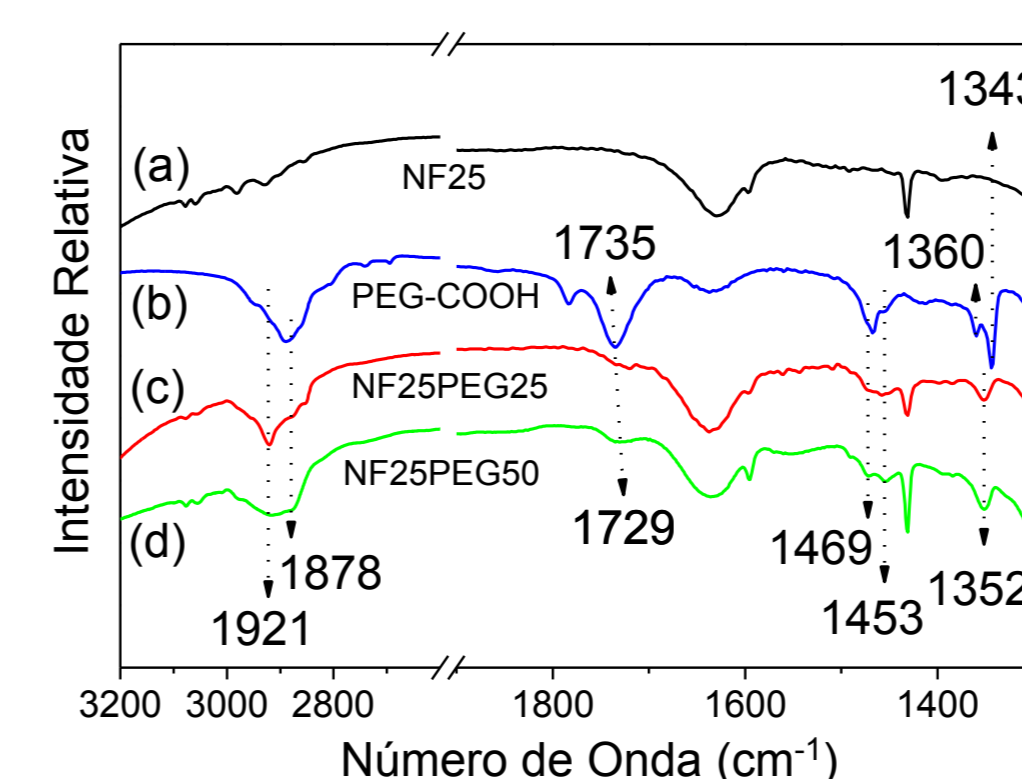 1343
(a)
NF25
1735
1360
(b)
PEG-COOH
(c)
NF25PEG25
NF25PEG50
(d)
1729
1469
1878
1352
1453
1921
Intensidade Relativa
3200 3000 2800 1800 1600 1400
Número de Onda (cm⁻¹)